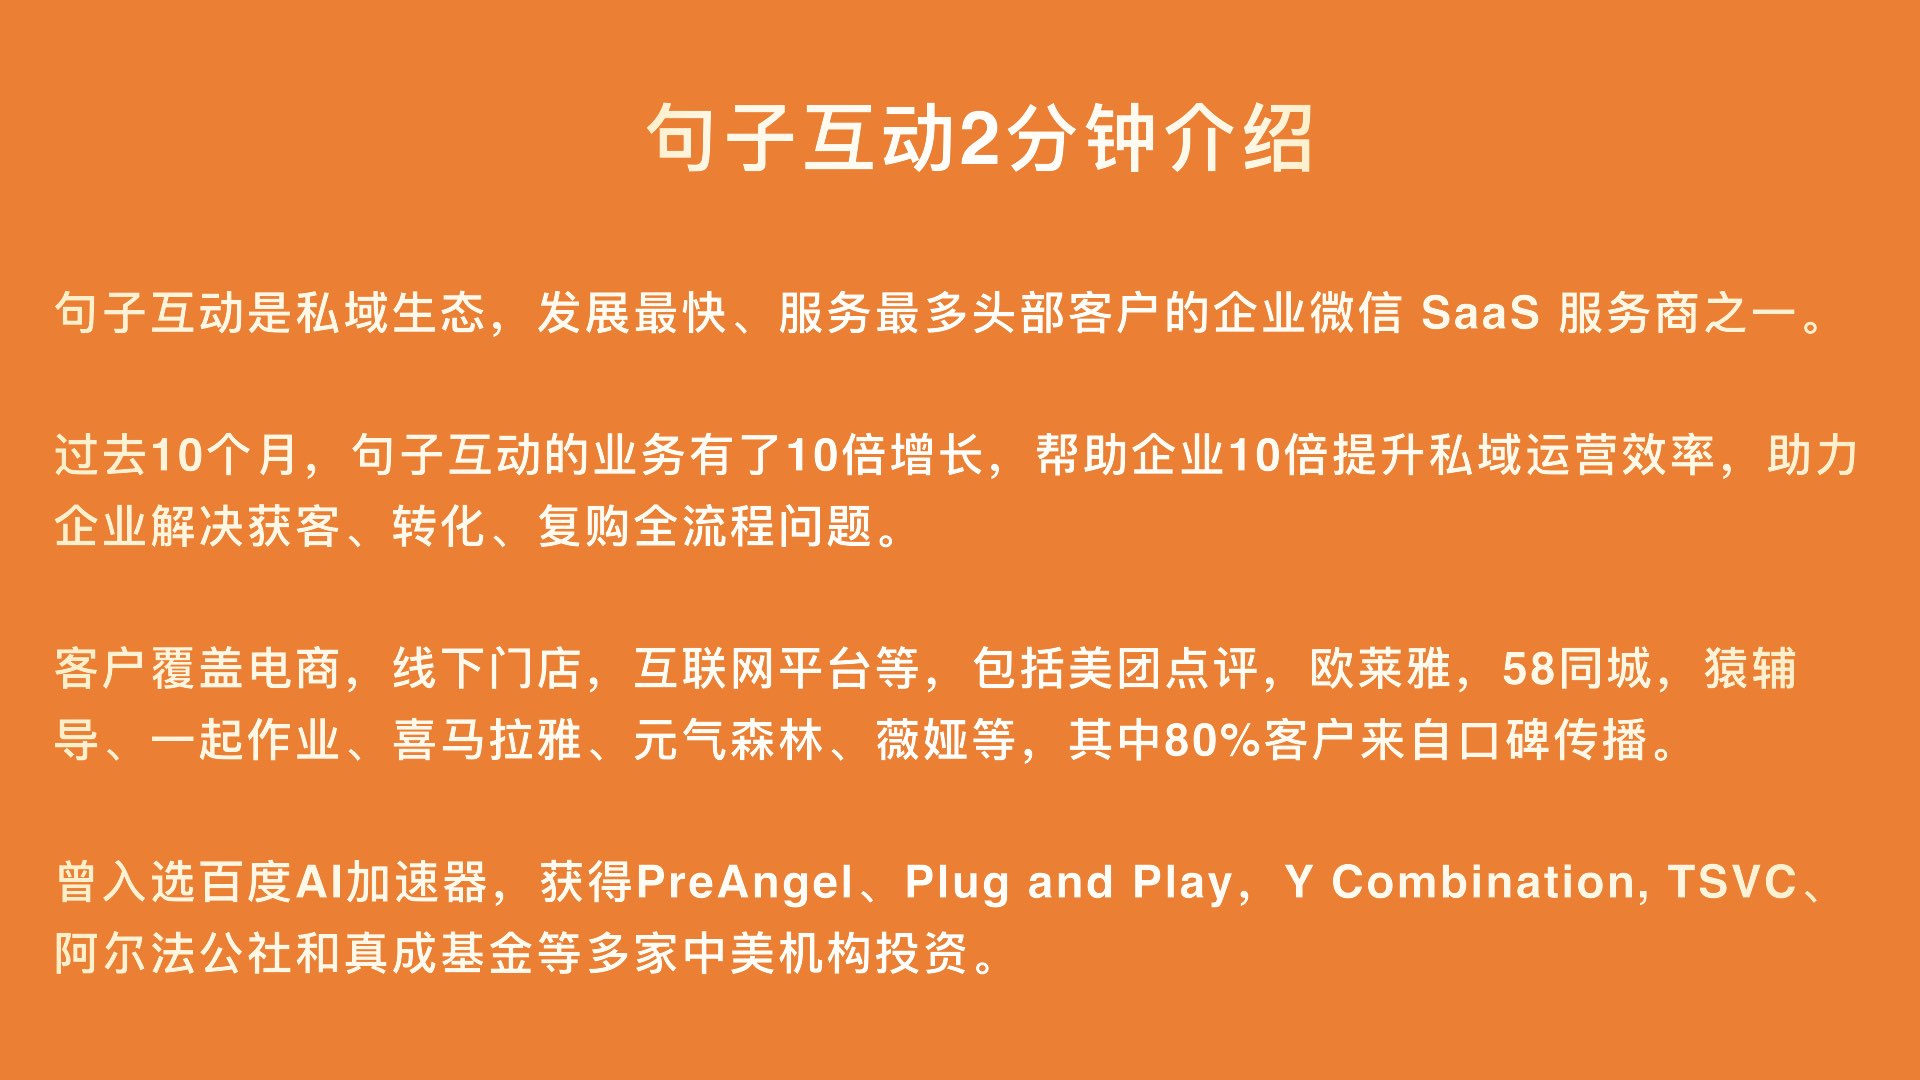 句子互动2分钟介绍
句子互动是私域生态，发展最快、服务最多头部客户的企业微信 SaaS 服务商之一。
过去10个月，句子互动的业务有了10倍增长，帮助企业10倍提升私域运营效率，助力
企业解决获客、转化、复购全流程问题。
客户覆盖电商，线下门店，互联网平台等，包括美团点评，欧莱雅，58同城，猿辅
导、一起作业、喜马拉雅、元气森林、薇娅等，其中80%客户来自口碑传播。
曾入选百度AI加速器，获得PreAngel、Plug and Play，Y Combination, TSVC、
阿尔法公社和真成基金等多家中美机构投资。